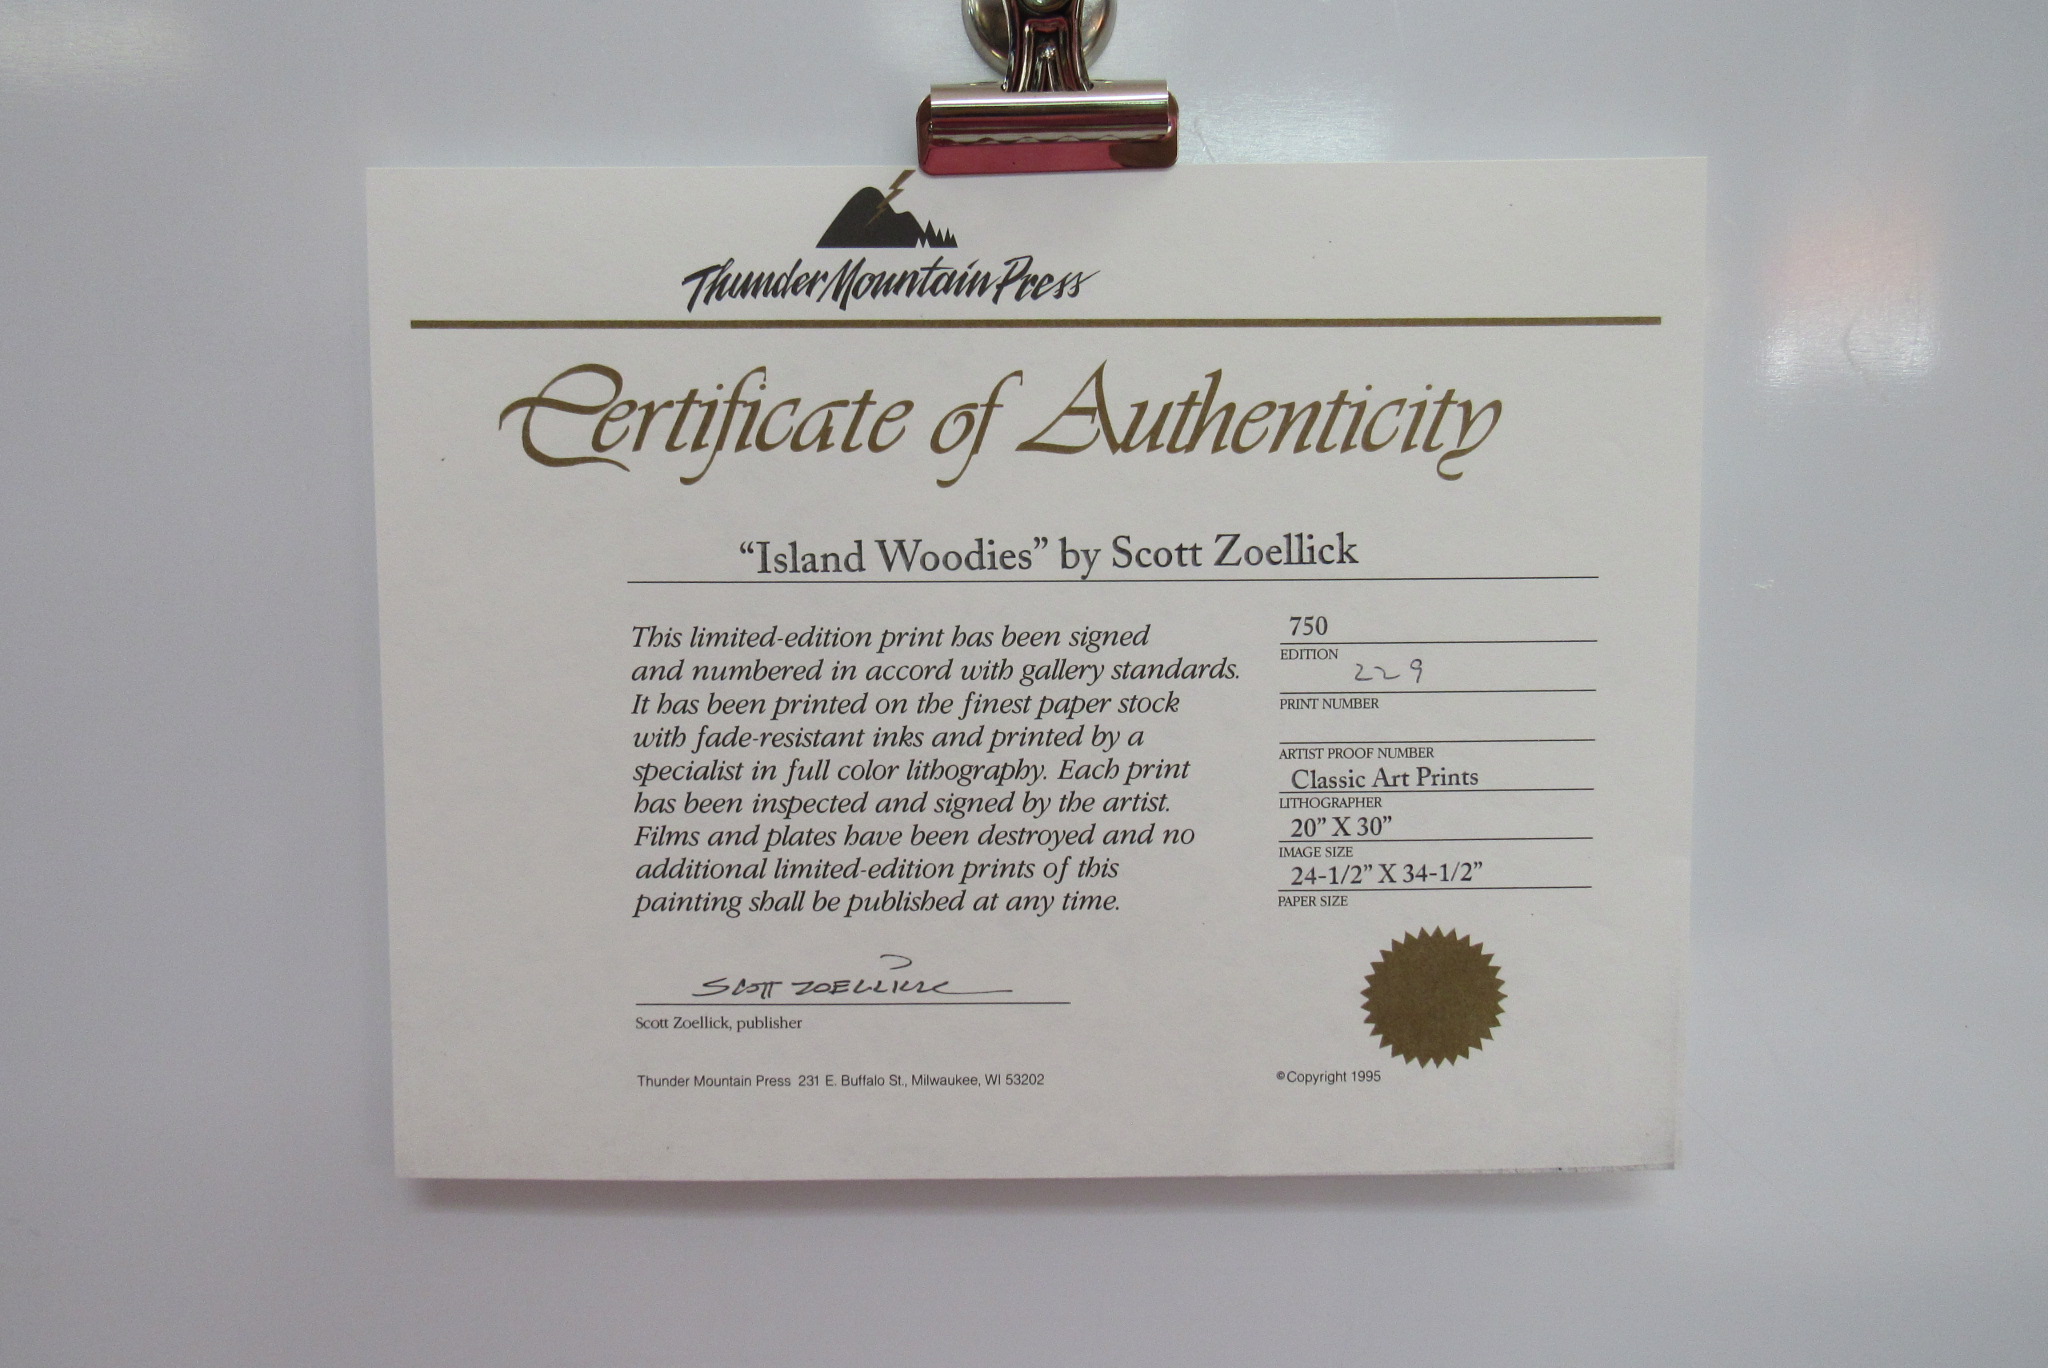 Thunder Mountain Press
Certificate of Authenticity
“Island Woodies” by Scott Zoellick
This limited-edition print has been signed
and numbered in accord with gallery standards.
It has been printed on the finest paper stock
with fade-resistant inks and printed by a
specialist in full color lithography. Each print
has been inspected and signed by the artist.
Films and plates have been destroyed and no
additional limited-edition prints of this
painting shall be published at any time.
750
EDITION
229
PRINT NUMBER
ARTIST PROOF NUMBER
Classic Art Prints
LITHOGRAPHER
20” X 30”
IMAGE SIZE
24-1/2” X 34-1/2”
PAPER SIZE
SCOTT ZOELLICK
Scott Zoellick, publisher
Thunder Mountain Press 231 E. Buffalo St., Milwaukee, WI 53202
©Copyright 1995